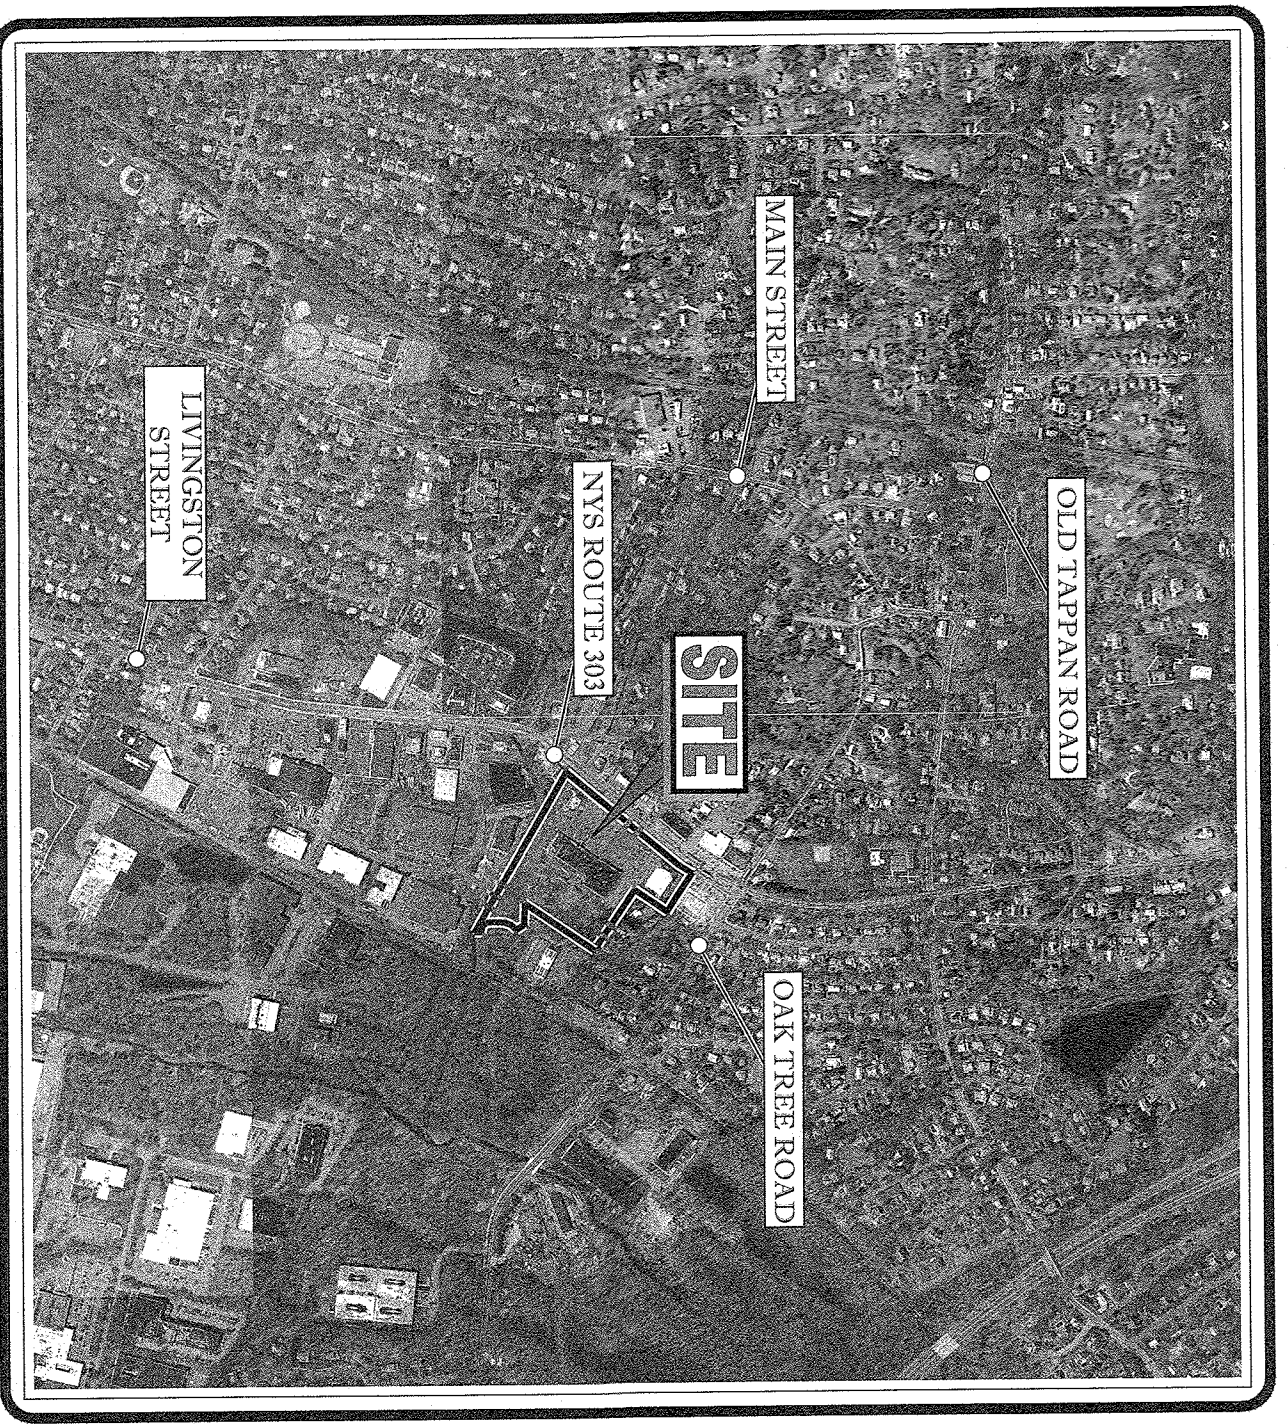 OLD TAPPAN ROAD
MAIN STREET
OAK TREE ROAD
SITE
NYS ROUTE 303
LIVINGSTON
STREET